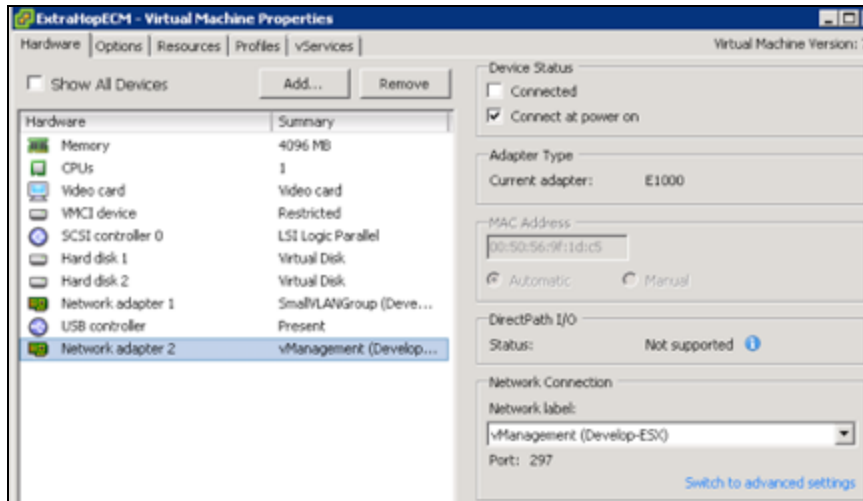 ExtraHopECM - Virtual Machine Properties
Hardware Options Resources Profiles vServices
Virtual Machine Version:
Show All Devices Add... Remove
Hardware Summary
Memory 4096 MB
CPUs 1
Video card Video card
VMCI device Restricted
SCSI controller 0 LSI Logic Parallel
Hard disk 1 Virtual Disk
Hard disk 2 Virtual Disk
Network adapter 1 SmallVLANGroup (Deve...
USB controller Present
Network adapter 2 vManagement (Develop...
Device Status
Connected
Connect at power on
Adapter Type
Current adapter: E1000
MAC Address
00:50:56:9f:1d:c5
Automatic Manual
DirectPath I/O
Status: Not supported
Network Connection
Network label:
vManagement (Develop-ESX)
Port: 297
Switch to advanced settings